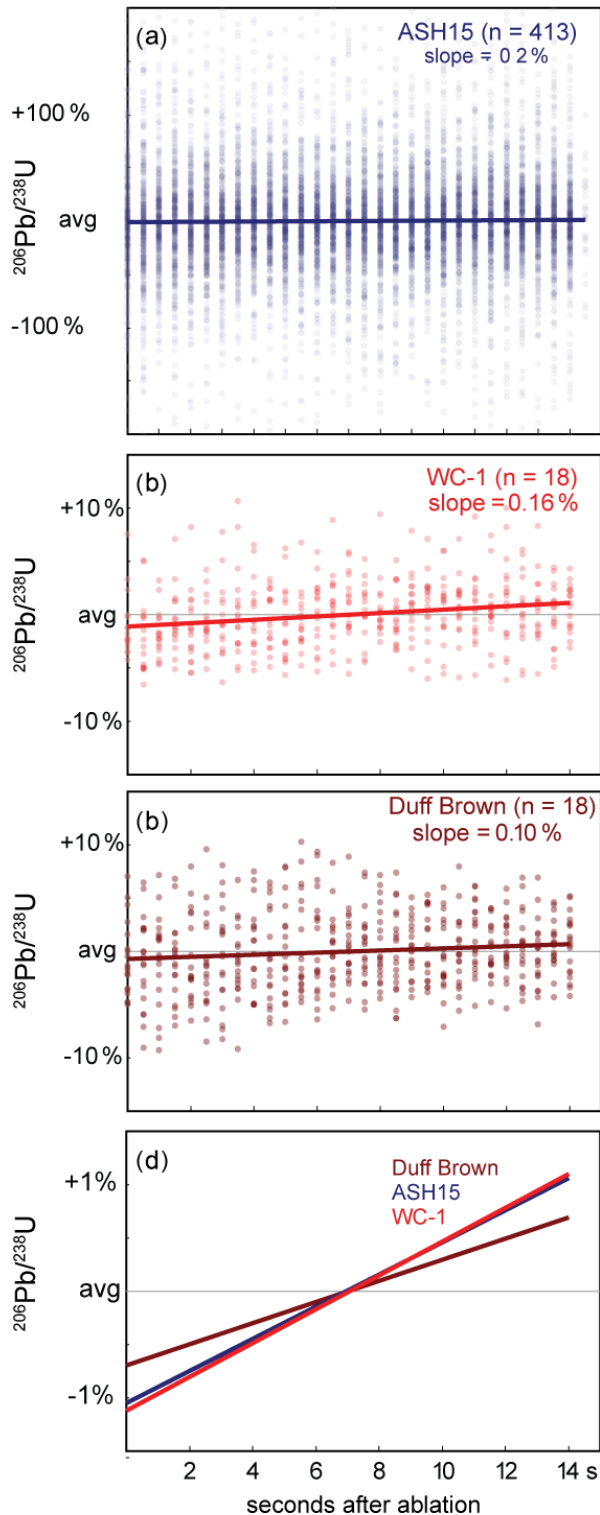 (a)
ASH15 (n = 413)
slope = 0 2 %
+100 %
avg
-100 %
206Pb/238U
(b)
WC-1 (n = 18)
slope = 0.16 %
+10 %
avg
-10 %
206Pb/238U
(b)
Duff Brown (n = 18)
slope = 0.10 %
+10 %
avg
-10 %
206Pb/238U
(d)
Duff Brown
ASH15
WC-1
+1%
avg
-1%
206Pb/238U
2 4 6 8 10 12 14 s
seconds after ablation